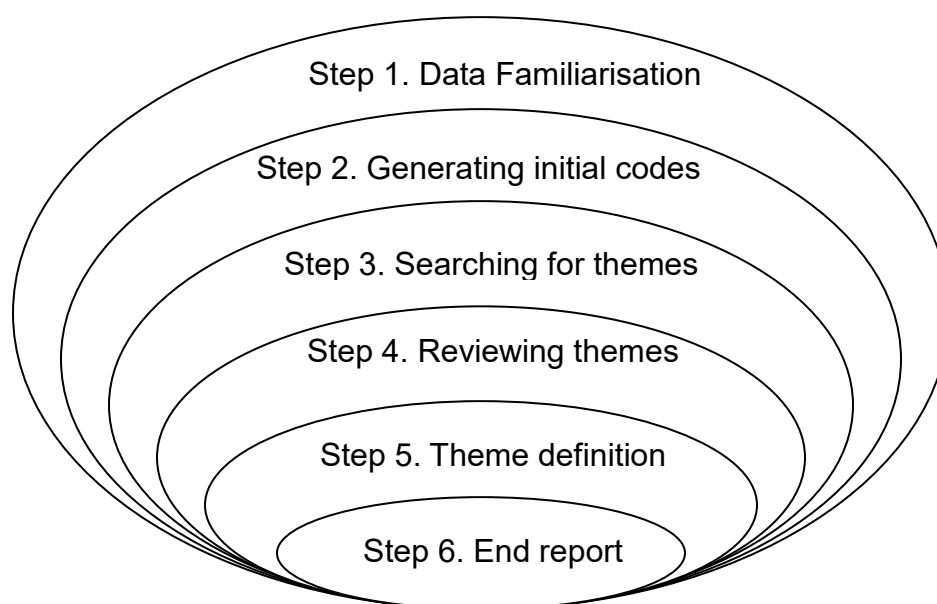 Step 1. Data Familiarisation
Step 2. Generating initial codes
Step 3. Searching for themes
Step 4. Reviewing themes
Step 5. Theme definition
Step 6. End report